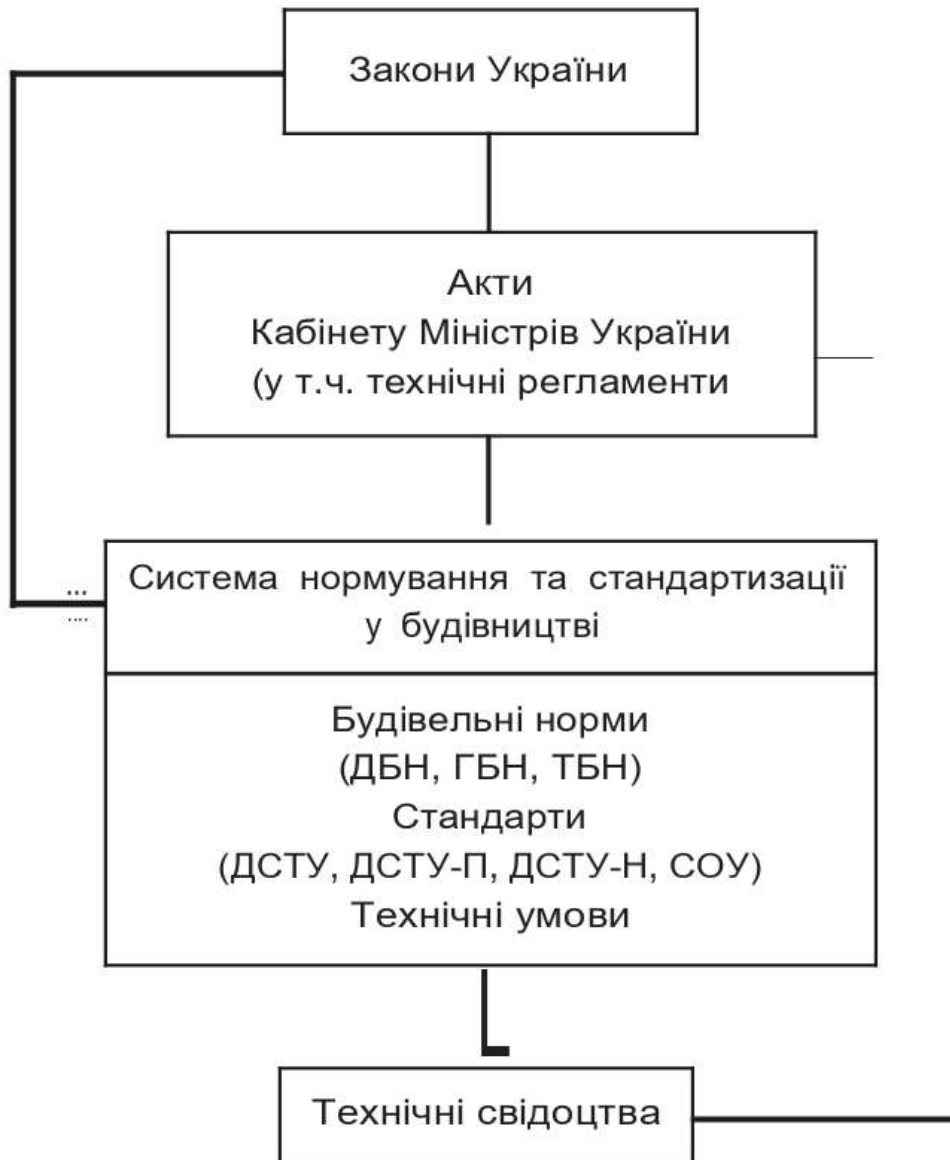 Закони України
Акти
Кабінету Міністрів України
(у т.ч. технічні регламенти
...
....
Система нормування та стандартизації
у будівництві
Будівельні норми
(ДБН, ГБН, ТБН)
Стандарти
(ДСТУ, ДСТУ-П, ДСТУ-Н, СОУ)
Технічні умови
Технічні свідоцтва